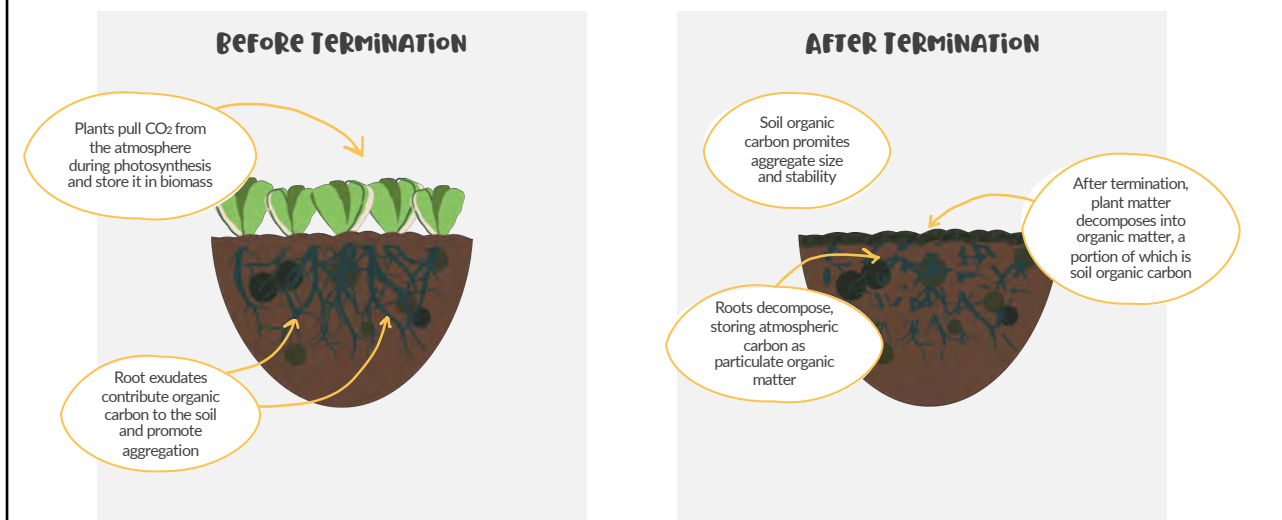 BEFORE TERMINATION
Plants pull CO₂ from
the atmosphere
during photosynthesis
and store it in biomass
Root exudates
contribute organic
carbon to the soil
and promote
aggregation
AFTER TERMINATION
Soil organic
carbon promites
aggregate size
and stability
After termination,
plant matter
decomposes into
organic matter, a
portion of which is
soil organic carbon
Roots decompose,
storing atmospheric
carbon as
particulate organic
matter